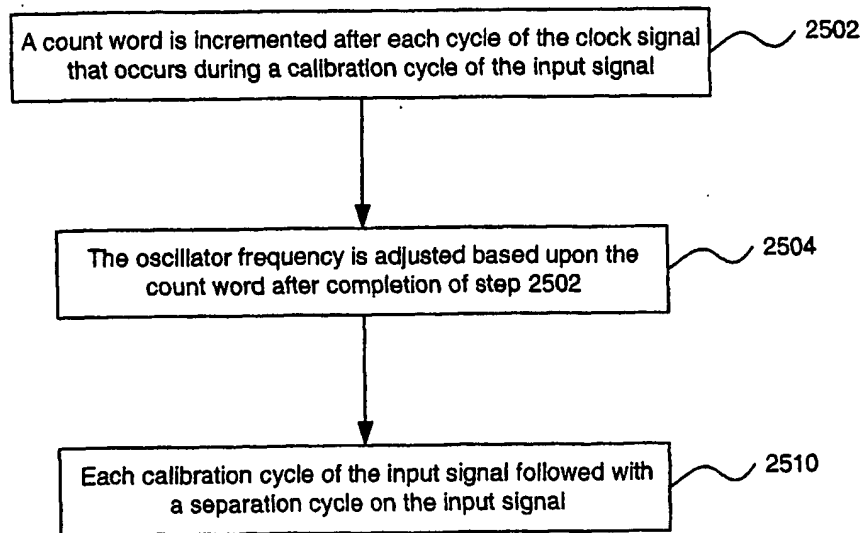 A count word is incremented after each cycle of the clock signal
that occurs during a calibration cycle of the input signal
2502
The oscillator frequency is adjusted based upon the
count word after completion of step 2502
2504
Each calibration cycle of the input signal followed with
a separation cycle on the input signal
2510